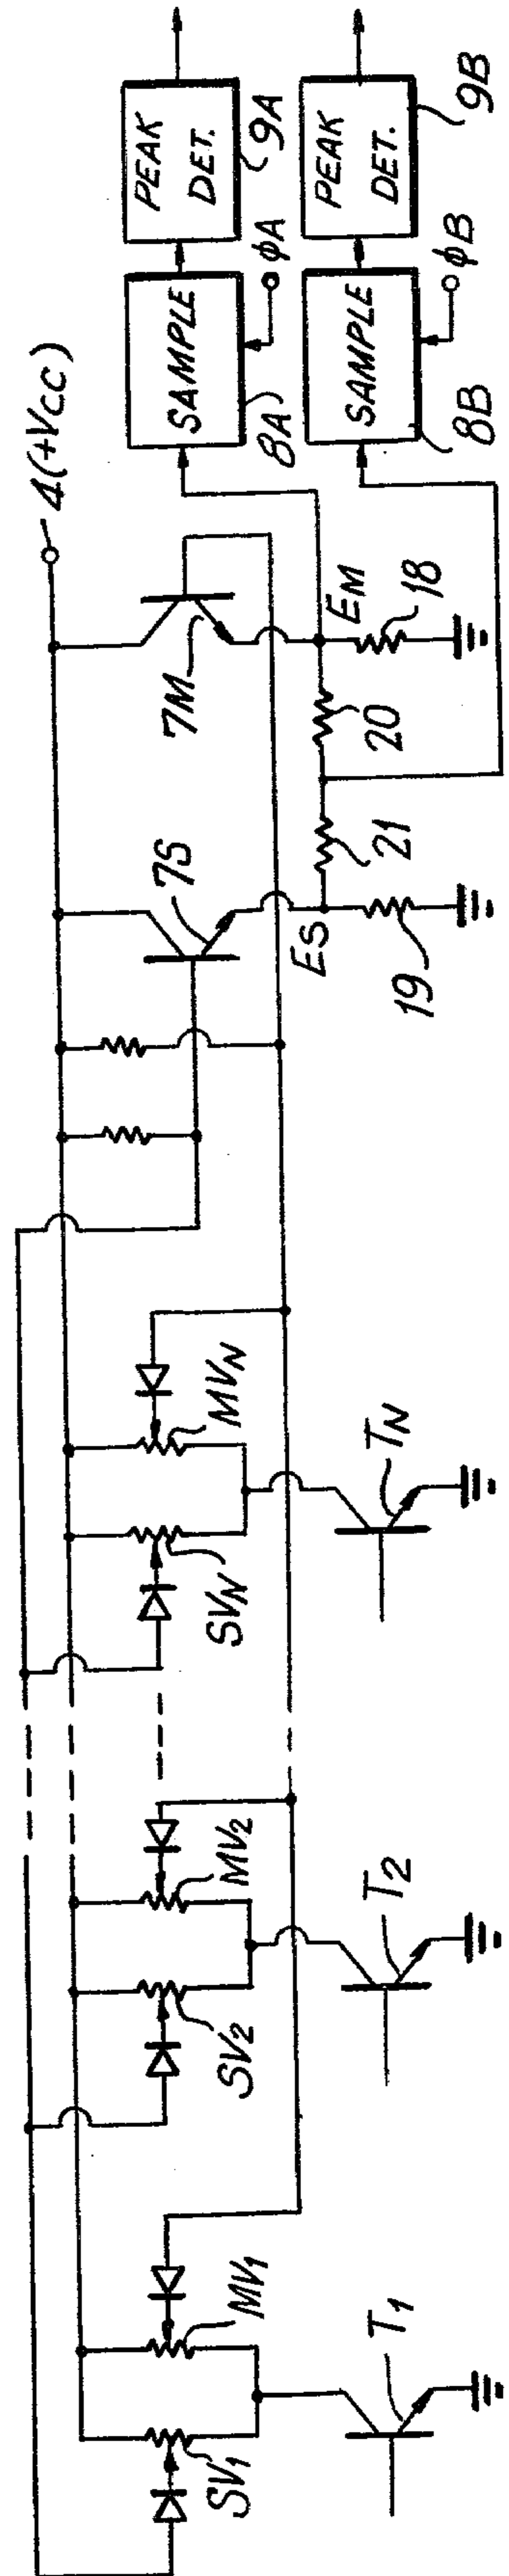 4(+Vcc)
SV1
MV1
T1
SV2
MV2
T2
SVN
MVN
TN
7S
7M
ES
EM
19
21
20
18
SAMPLE
8A
φA
PEAK
DET.
9A
SAMPLE
8B
φB
PEAK
DET.
9B